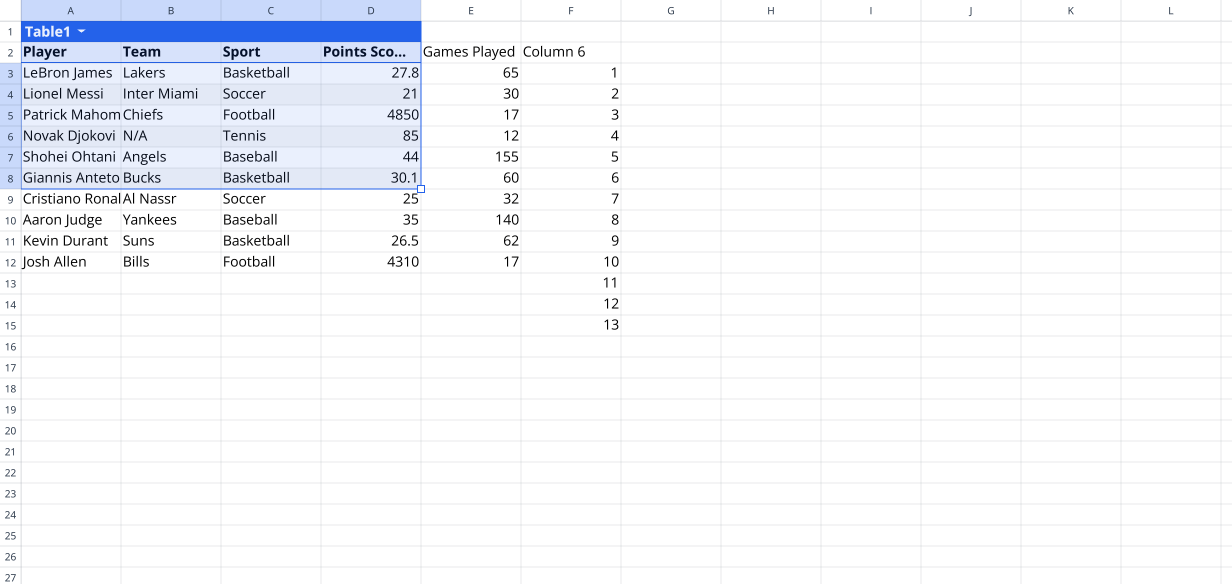 A B C D E F G H I J K L
1 Table1
2 Player Team Sport Points Sco... Games Played Column 6
3 LeBron James Lakers Basketball 27.8 65 1
4 Lionel Messi Inter Miami Soccer 21 30 2
5 Patrick Mahom Chiefs Football 4850 17 3
6 Novak Djokovi N/A Tennis 85 12 4
7 Shohei Ohtani Angels Baseball 44 155 5
8 Giannis Anteto Bucks Basketball 30.1 60 6
9 Cristiano Ronal Al Nassr Soccer 25 32 7
10 Aaron Judge Yankees Baseball 35 140 8
11 Kevin Durant Suns Basketball 26.5 62 9
12 Josh Allen Bills Football 4310 17 10
13 11
14 12
15 13
16
17
18
19
20
21
22
23
24
25
26
27